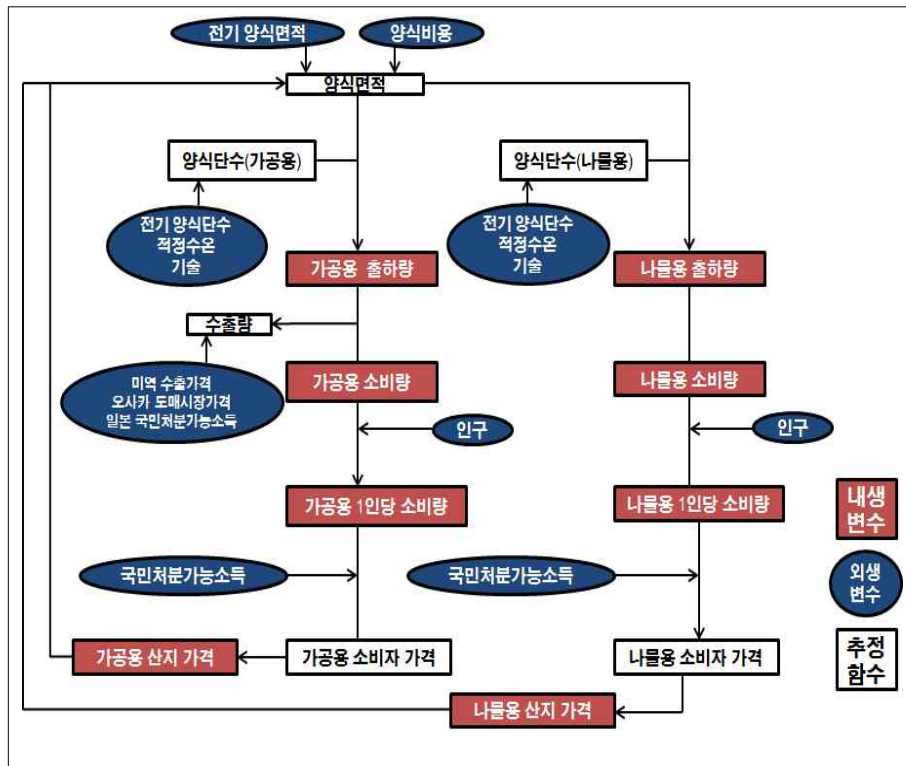 전기 양식면적
양식비용
양식면적
양식단수(가공용)
양식단수(나물용)
전기 양식단수
적정수온
기술
전기 양식단수
적정수온
기술
가공용 출하량
나물용 출하량
수출량
미역 수출가격
오사카 도매시장가격
일본 국민처분가능소득
가공용 소비량
나물용 소비량
인구
인구
가공용 1인당 소비량
나물용 1인당 소비량
내생
변수
국민처분가능소득
국민처분가능소득
외생
변수
가공용 산지 가격
가공용 소비자 가격
나물용 소비자 가격
추정
함수
나물용 산지 가격